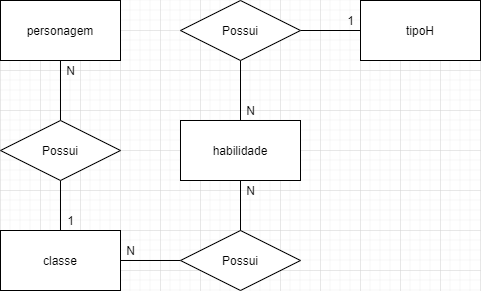 personagem
Possui
1
tipoH
N
N
Possui
habilidade
N
1
classe
N
Possui